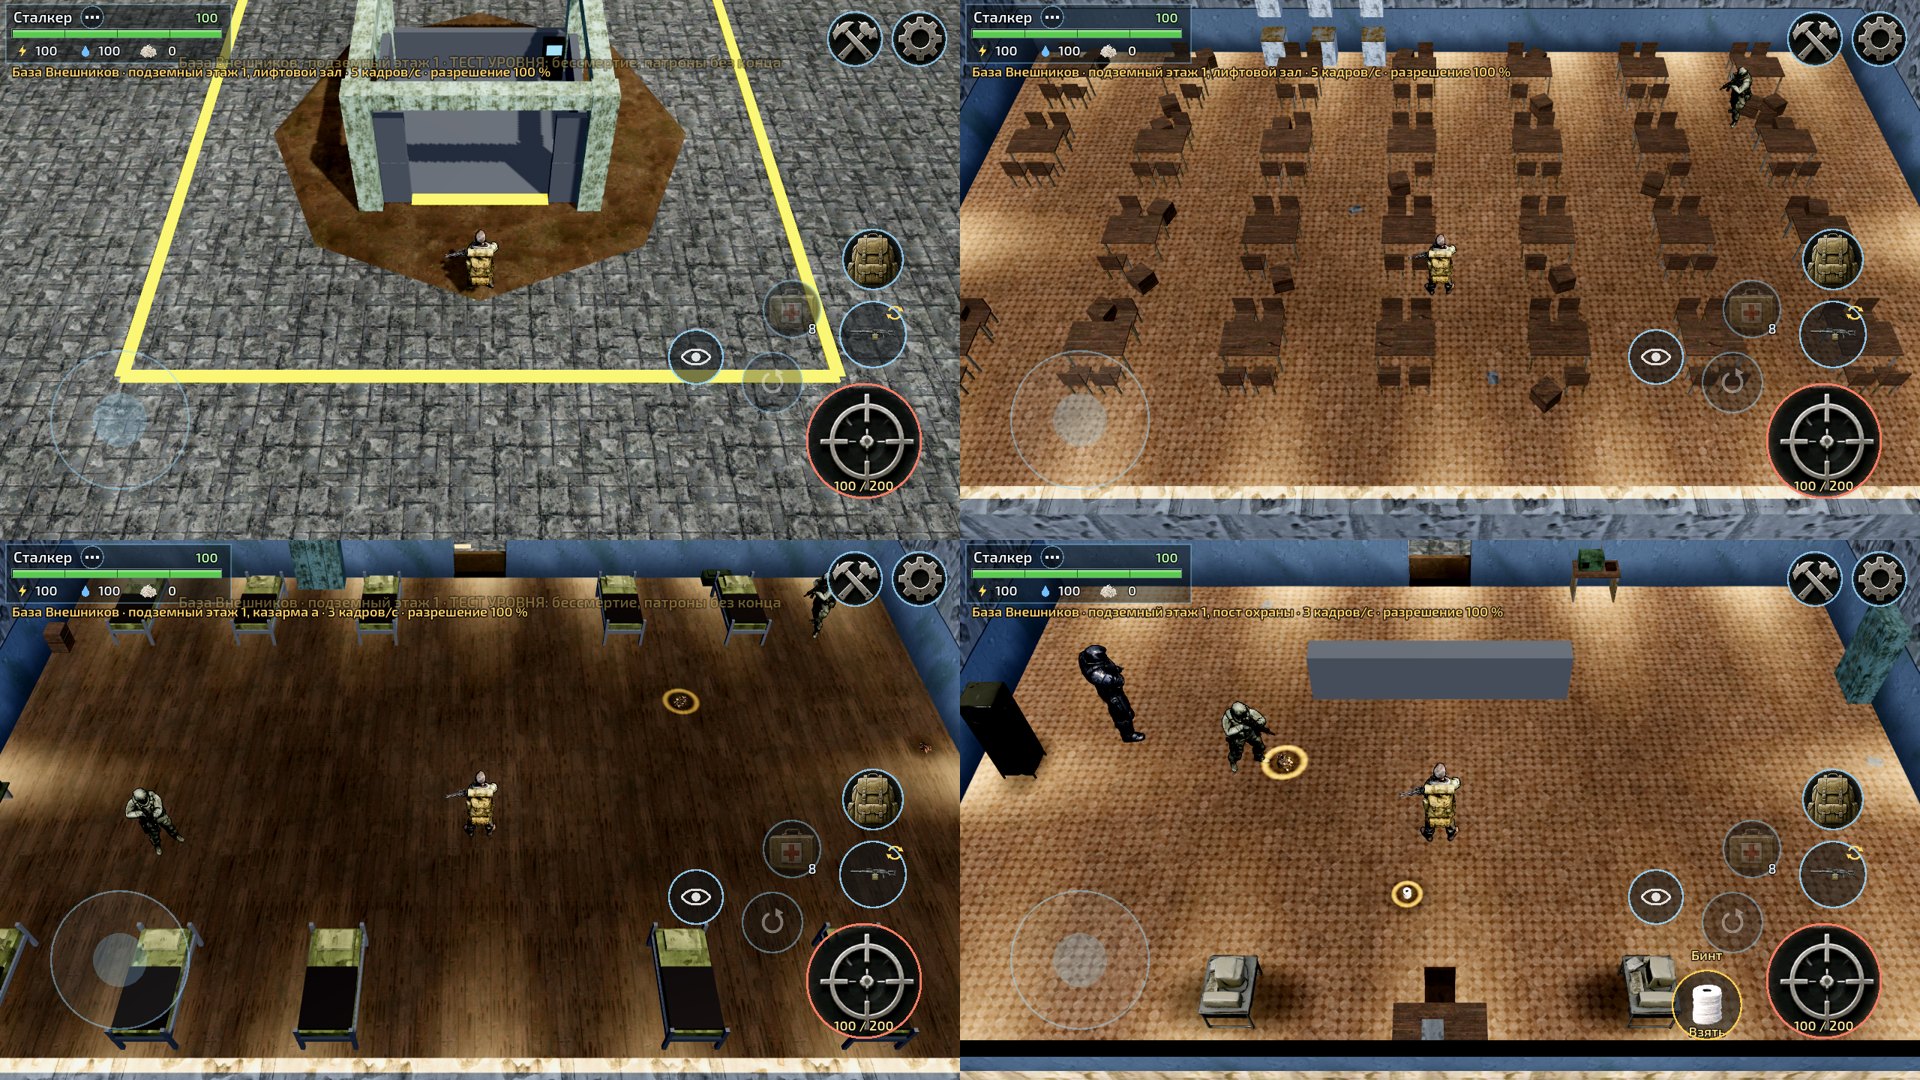 Сталкер ••• 100
100 100 0
База Внешников · подземный этаж 1 · ТЕСТ УРОВНЯ: бессмертие, патроны без конца
База Внешников · подземный этаж 1, лифтовой зал · 5 кадров/с · разрешение 100 %
8
100 / 200
Сталкер ••• 100
100 100 0
База Внешников · подземный этаж 1, лифтовой зал · 5 кадров/с · разрешение 100 %
8
100 / 200
Сталкер ••• 100
100 100 0
База Внешников · подземный этаж 1 · ТЕСТ УРОВНЯ: бессмертие, патроны без конца
База Внешников · подземный этаж 1, казарма а · 3 кадров/с · разрешение 100 %
8
100 / 200
Сталкер ••• 100
100 100 0
База Внешников · подземный этаж 1, пост охраны · 3 кадров/с · разрешение 100 %
8
Бинт
Взять
100 / 200